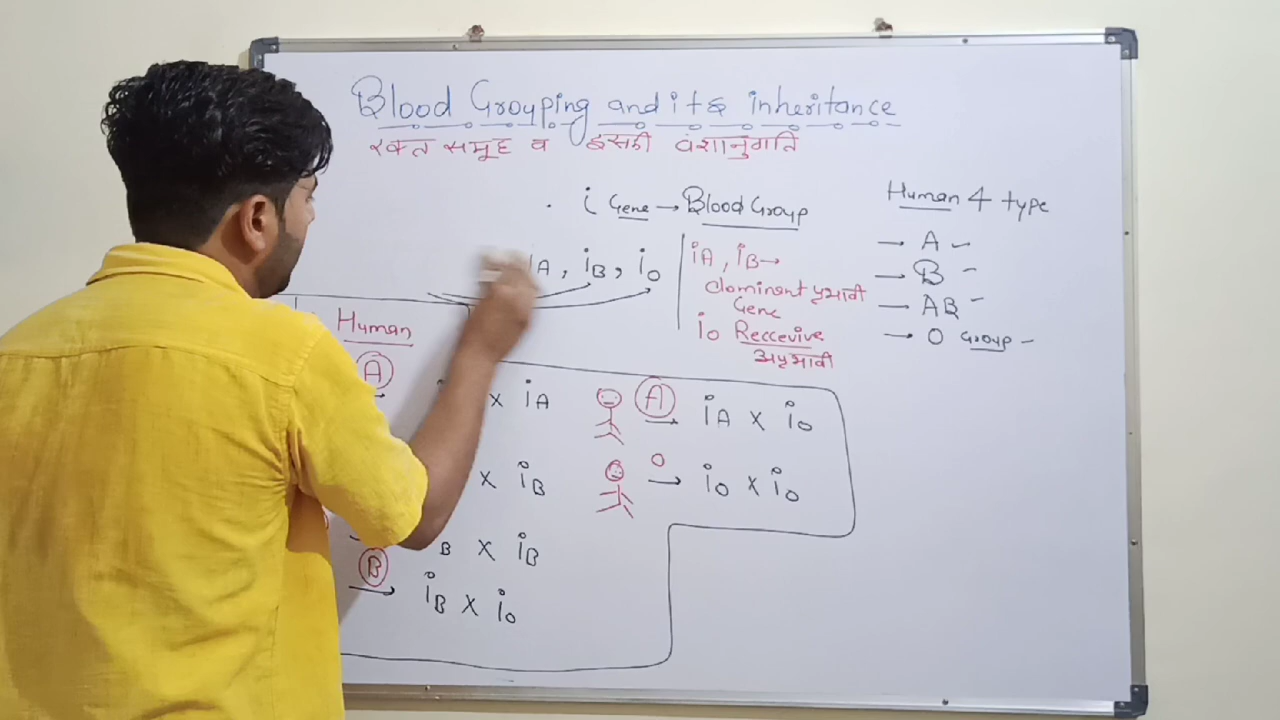 Blood Grouping and its inheritance
रक्त समूह व इसकी वंशानुगति
i Gene → Blood Group
iA, iB, iO
iA, iB →
dominant प्रभावी
Gene
iO Reccevive
अप्रभावी
Human 4 type
→ A
→ B
→ AB
→ O Group
Human
A
x iA
x iB
B x iB
B → iB x iO
A → iA x iO
O → iO x iO